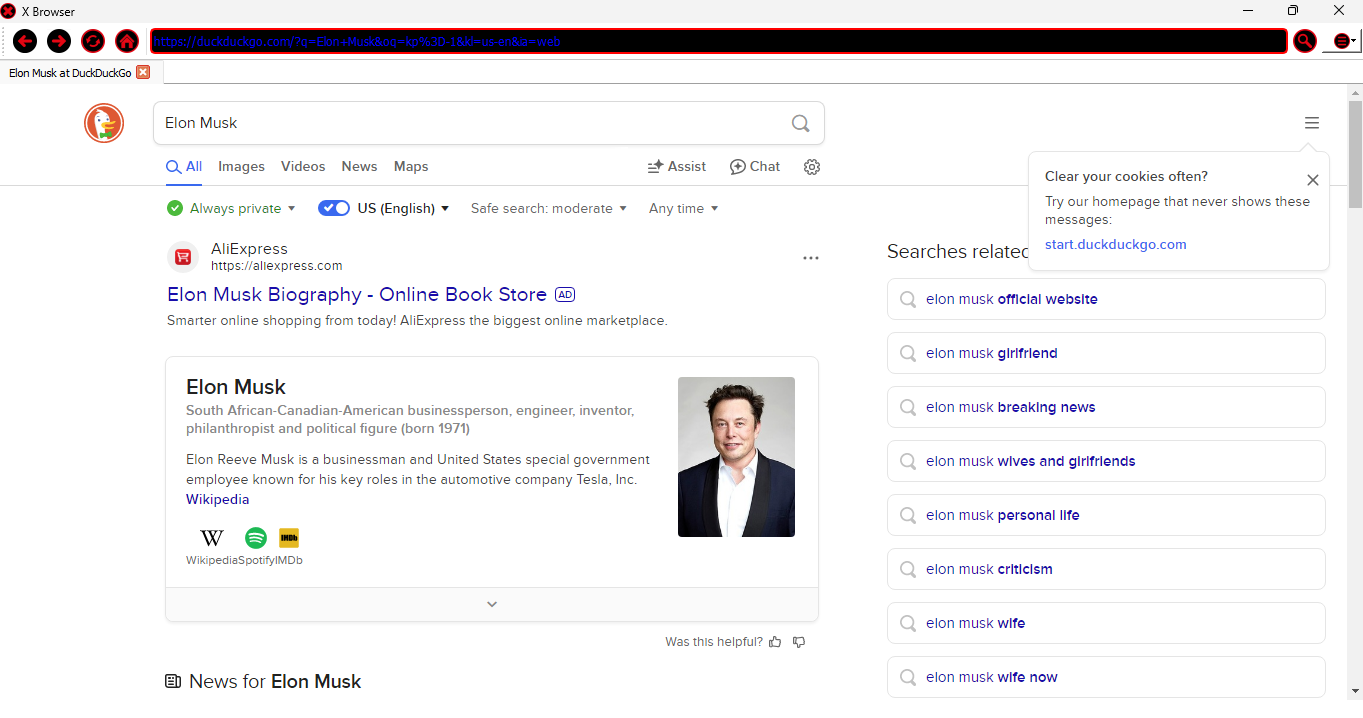 X Browser
https://duckduckgo.com/?q=Elon+Musk&norw=kp%3D-1&kl=us-en&ia=web
Elon Musk at DuckDuckGo
Elon Musk
All Images Videos News Maps Assist Chat
Always private US (English) Safe search: moderate Any time
Clear your cookies often?
Try our homepage that never shows these
messages:
start.duckduckgo.com
AliExpress
https://aliexpress.com
Elon Musk Biography - Online Book Store AD
Smarter online shopping from today! AliExpress the biggest online marketplace.
Elon Musk
South African-Canadian-American businessperson, engineer, inventor,
philanthropist and political figure (born 1971)
Elon Reeve Musk is a businessman and United States special government
employee known for his key roles in the automotive company Tesla, Inc.
Wikipedia
W IMDb
WikipediaSpotifyIMDb
Was this helpful?
News for Elon Musk
Searches related
elon musk official website
elon musk girlfriend
elon musk breaking news
elon musk wives and girlfriends
elon musk personal life
elon musk criticism
elon musk wife
elon musk wife now